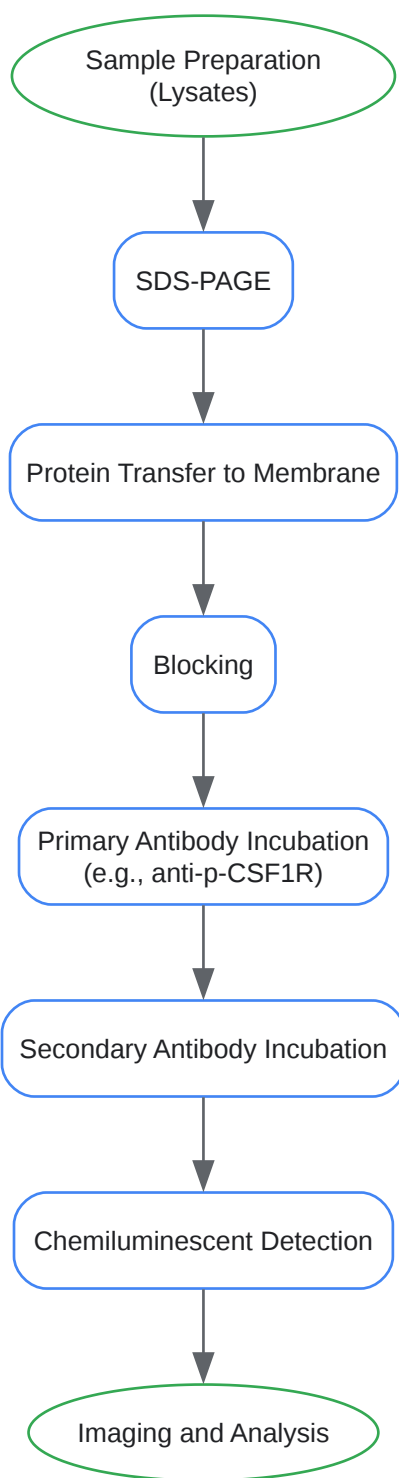 Sample Preparation
(Lysates)
SDS-PAGE
Protein Transfer to Membrane
Blocking
Primary Antibody Incubation
(e.g., anti-p-CSF1R)
Secondary Antibody Incubation
Chemiluminescent Detection
Imaging and Analysis